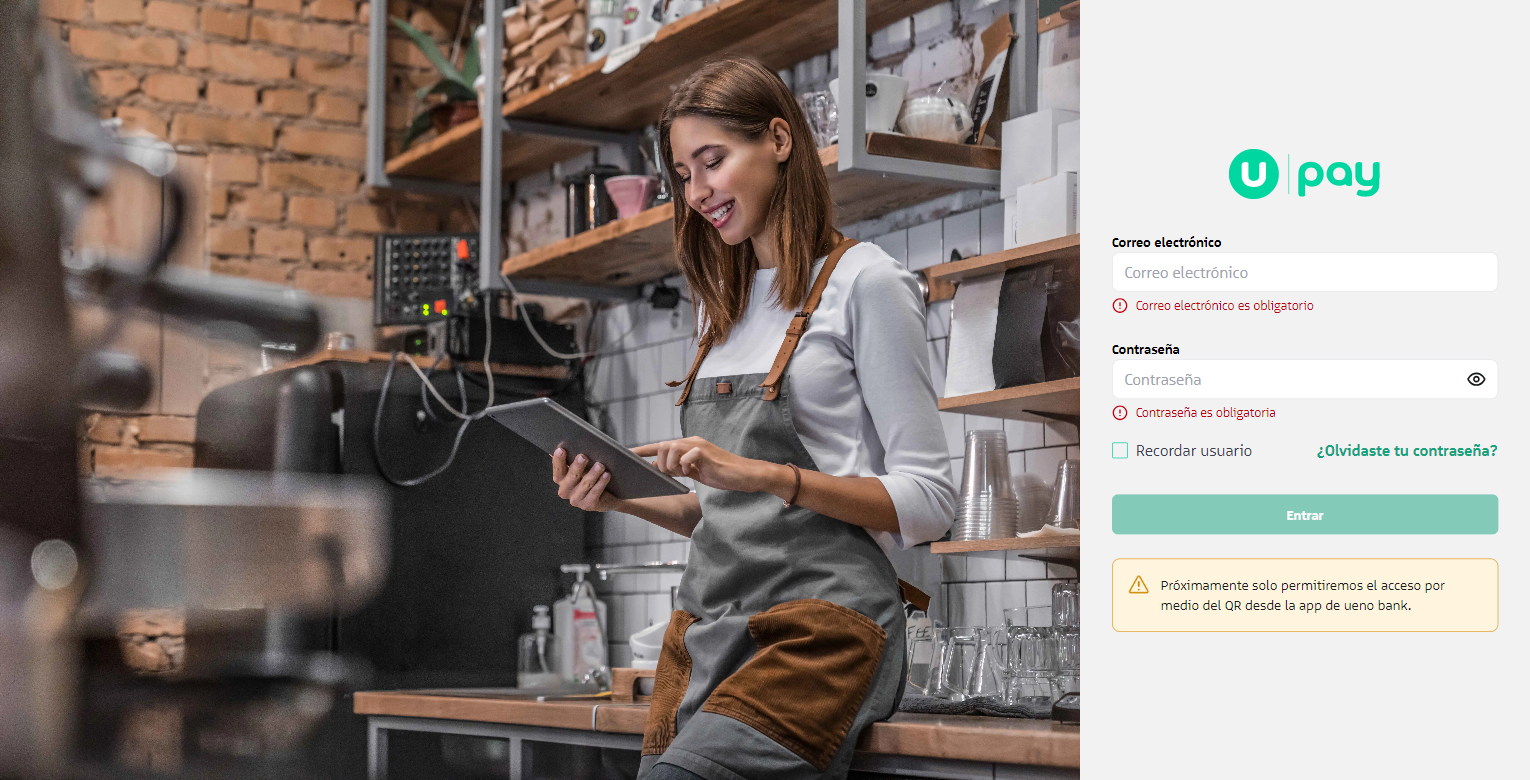 U pay
Correo electrónico
Correo electrónico
Correo electrónico es obligatorio
Contraseña
Contraseña
Contraseña es obligatoria
Recordar usuario
¿Olvidaste tu contraseña?
Entrar
Próximamente solo permitiremos el acceso por
medio del QR desde la app de ueno bank.